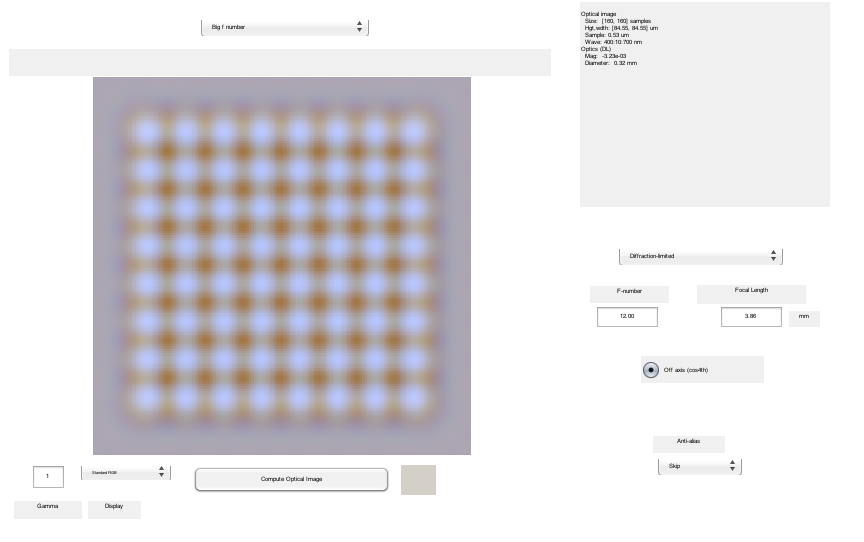 Big f number
Optical image
Size: [160, 160] samples
Hgt,wdth: [84.55, 84.55] um
Sample: 0.53 um
Wave: 400:10:700 nm
Optics (DL)
Mag: -3.23e-03
Diameter: 0.32 mm
Diffraction-limited
F-number
Focal Length
12.00
3.86
mm
Off axis (cos4th)
Anti-alias
Skip
1
Standard RGB
Compute Optical Image
Gamma
Display